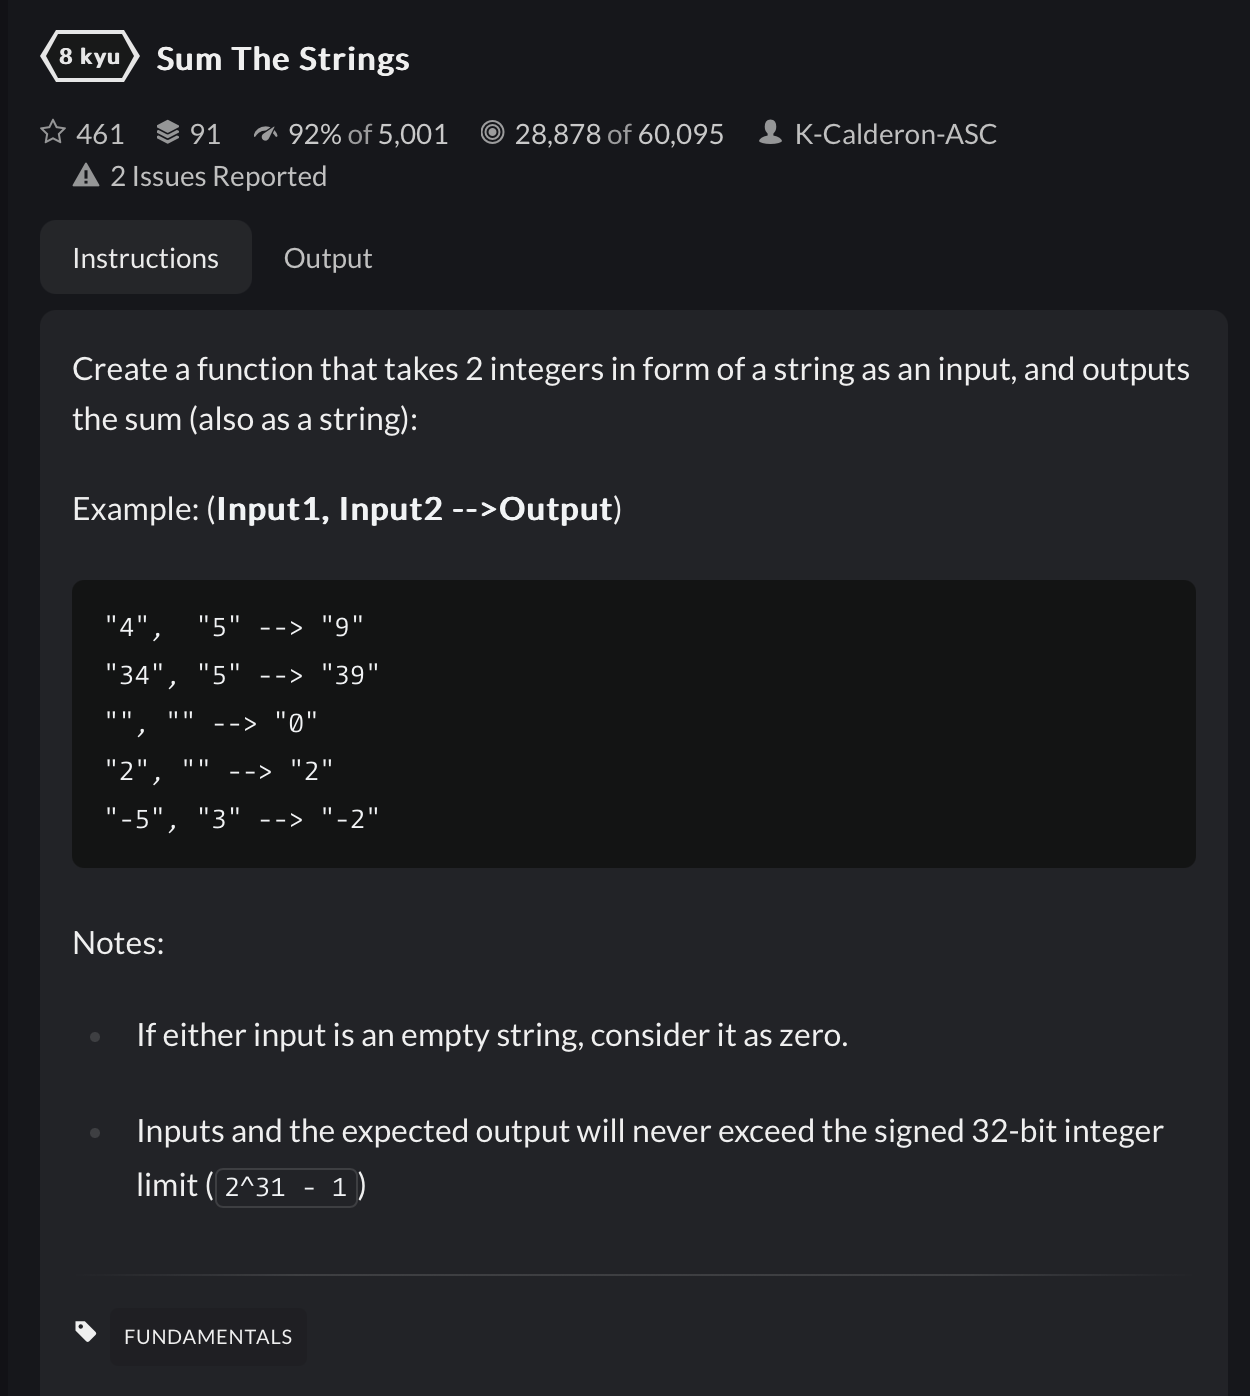 8 kyu Sum The Strings
461 91 92% of 5,001 28,878 of 60,095 K-Calderon-ASC
2 Issues Reported
Instructions Output
Create a function that takes 2 integers in form of a string as an input, and outputs
the sum (also as a string):
Example: (Input1, Input2 -->Output)
"4",  "5" --> "9"
"34", "5" --> "39"
"", "" --> "0"
"2", "" --> "2"
"-5", "3" --> "-2"
Notes:
If either input is an empty string, consider it as zero.
Inputs and the expected output will never exceed the signed 32-bit integer
limit (2^31 - 1)
FUNDAMENTALS